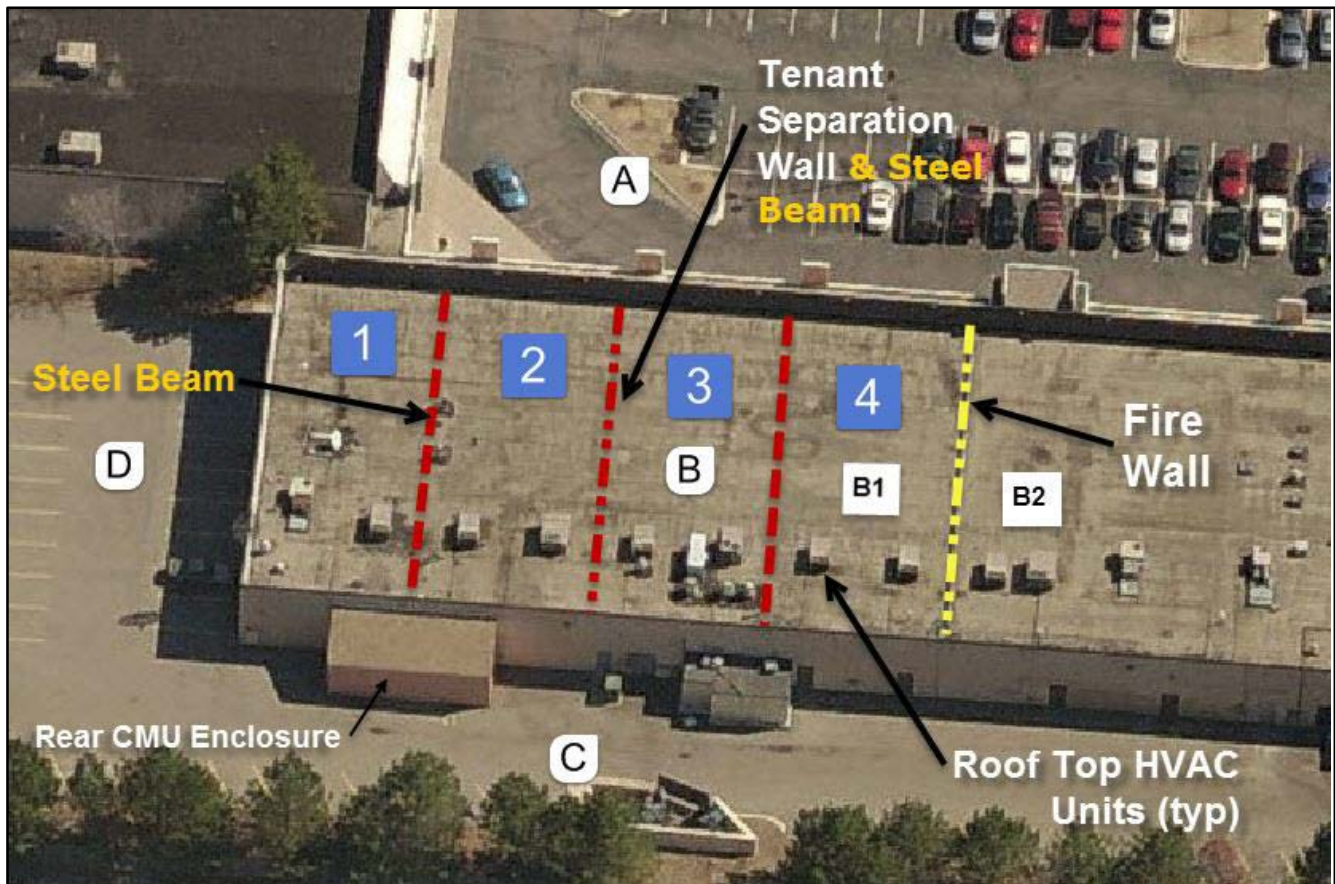 Tenant
Separation
Wall & Steel
Beam
A
1
2
3
4
Steel Beam
D
B
B1
B2
Fire
Wall
Rear CMU Enclosure
C
Roof Top HVAC
Units (typ)